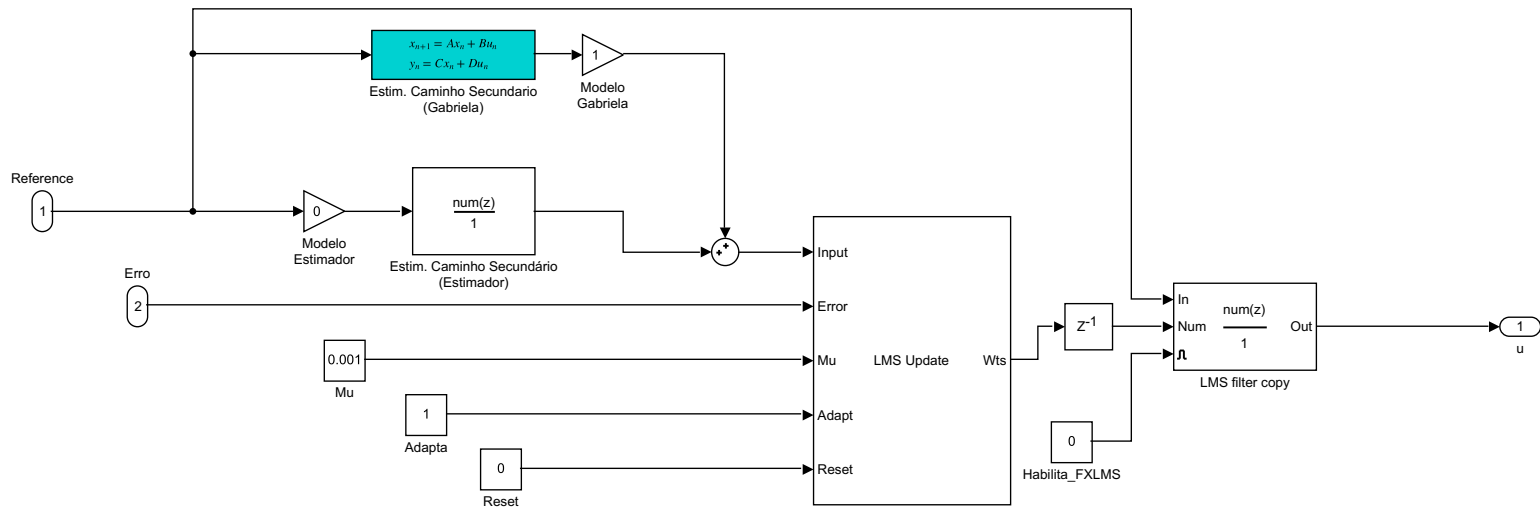 x_{n+1} = Ax_n + Bu_n
y_n = Cx_n + Du_n
Estim. Caminho Secundario
(Gabriela)
1
Modelo
Gabriela
Reference
1
0
Modelo
Estimador
num(z)
1
Estim. Caminho Secundário
(Estimador)
+
+
Erro
2
0.001
Mu
1
Adapta
0
Reset
Input
Error
Mu
Adapt
Reset
LMS Update
Wts
Z^{-1}
0
Habilita_FXLMS
In
Num
num(z)
1
Out
LMS filter copy
1
u